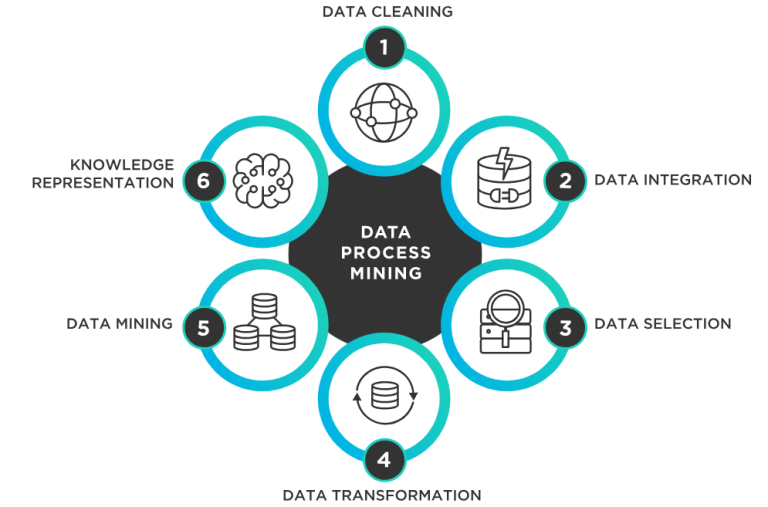 DATA CLEANING
1
2
DATA INTEGRATION
3
DATA SELECTION
4
DATA TRANSFORMATION
5
DATA MINING
6
KNOWLEDGE
REPRESENTATION
DATA
PROCESS
MINING